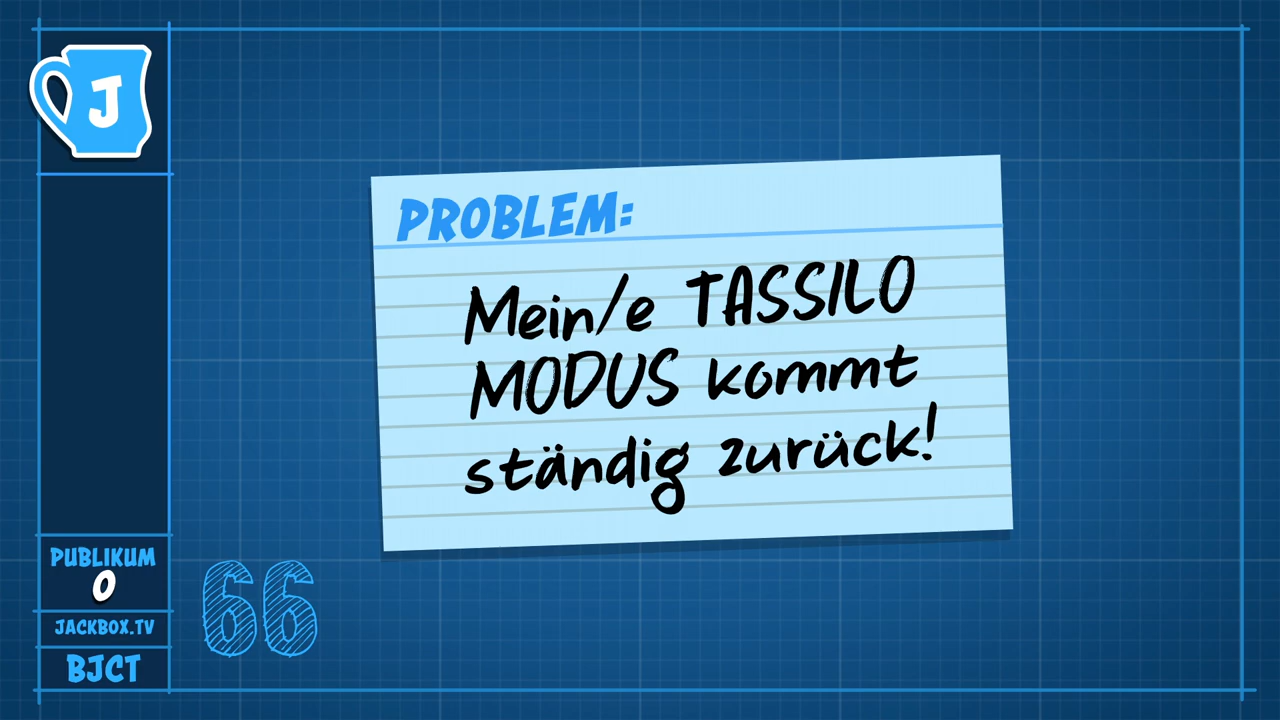 J
PROBLEM:
Mein/e TASSILO
MODUS kommt
ständig zurück!
PUBLIKUM
0
JACKBOX.TV
BJCT
66